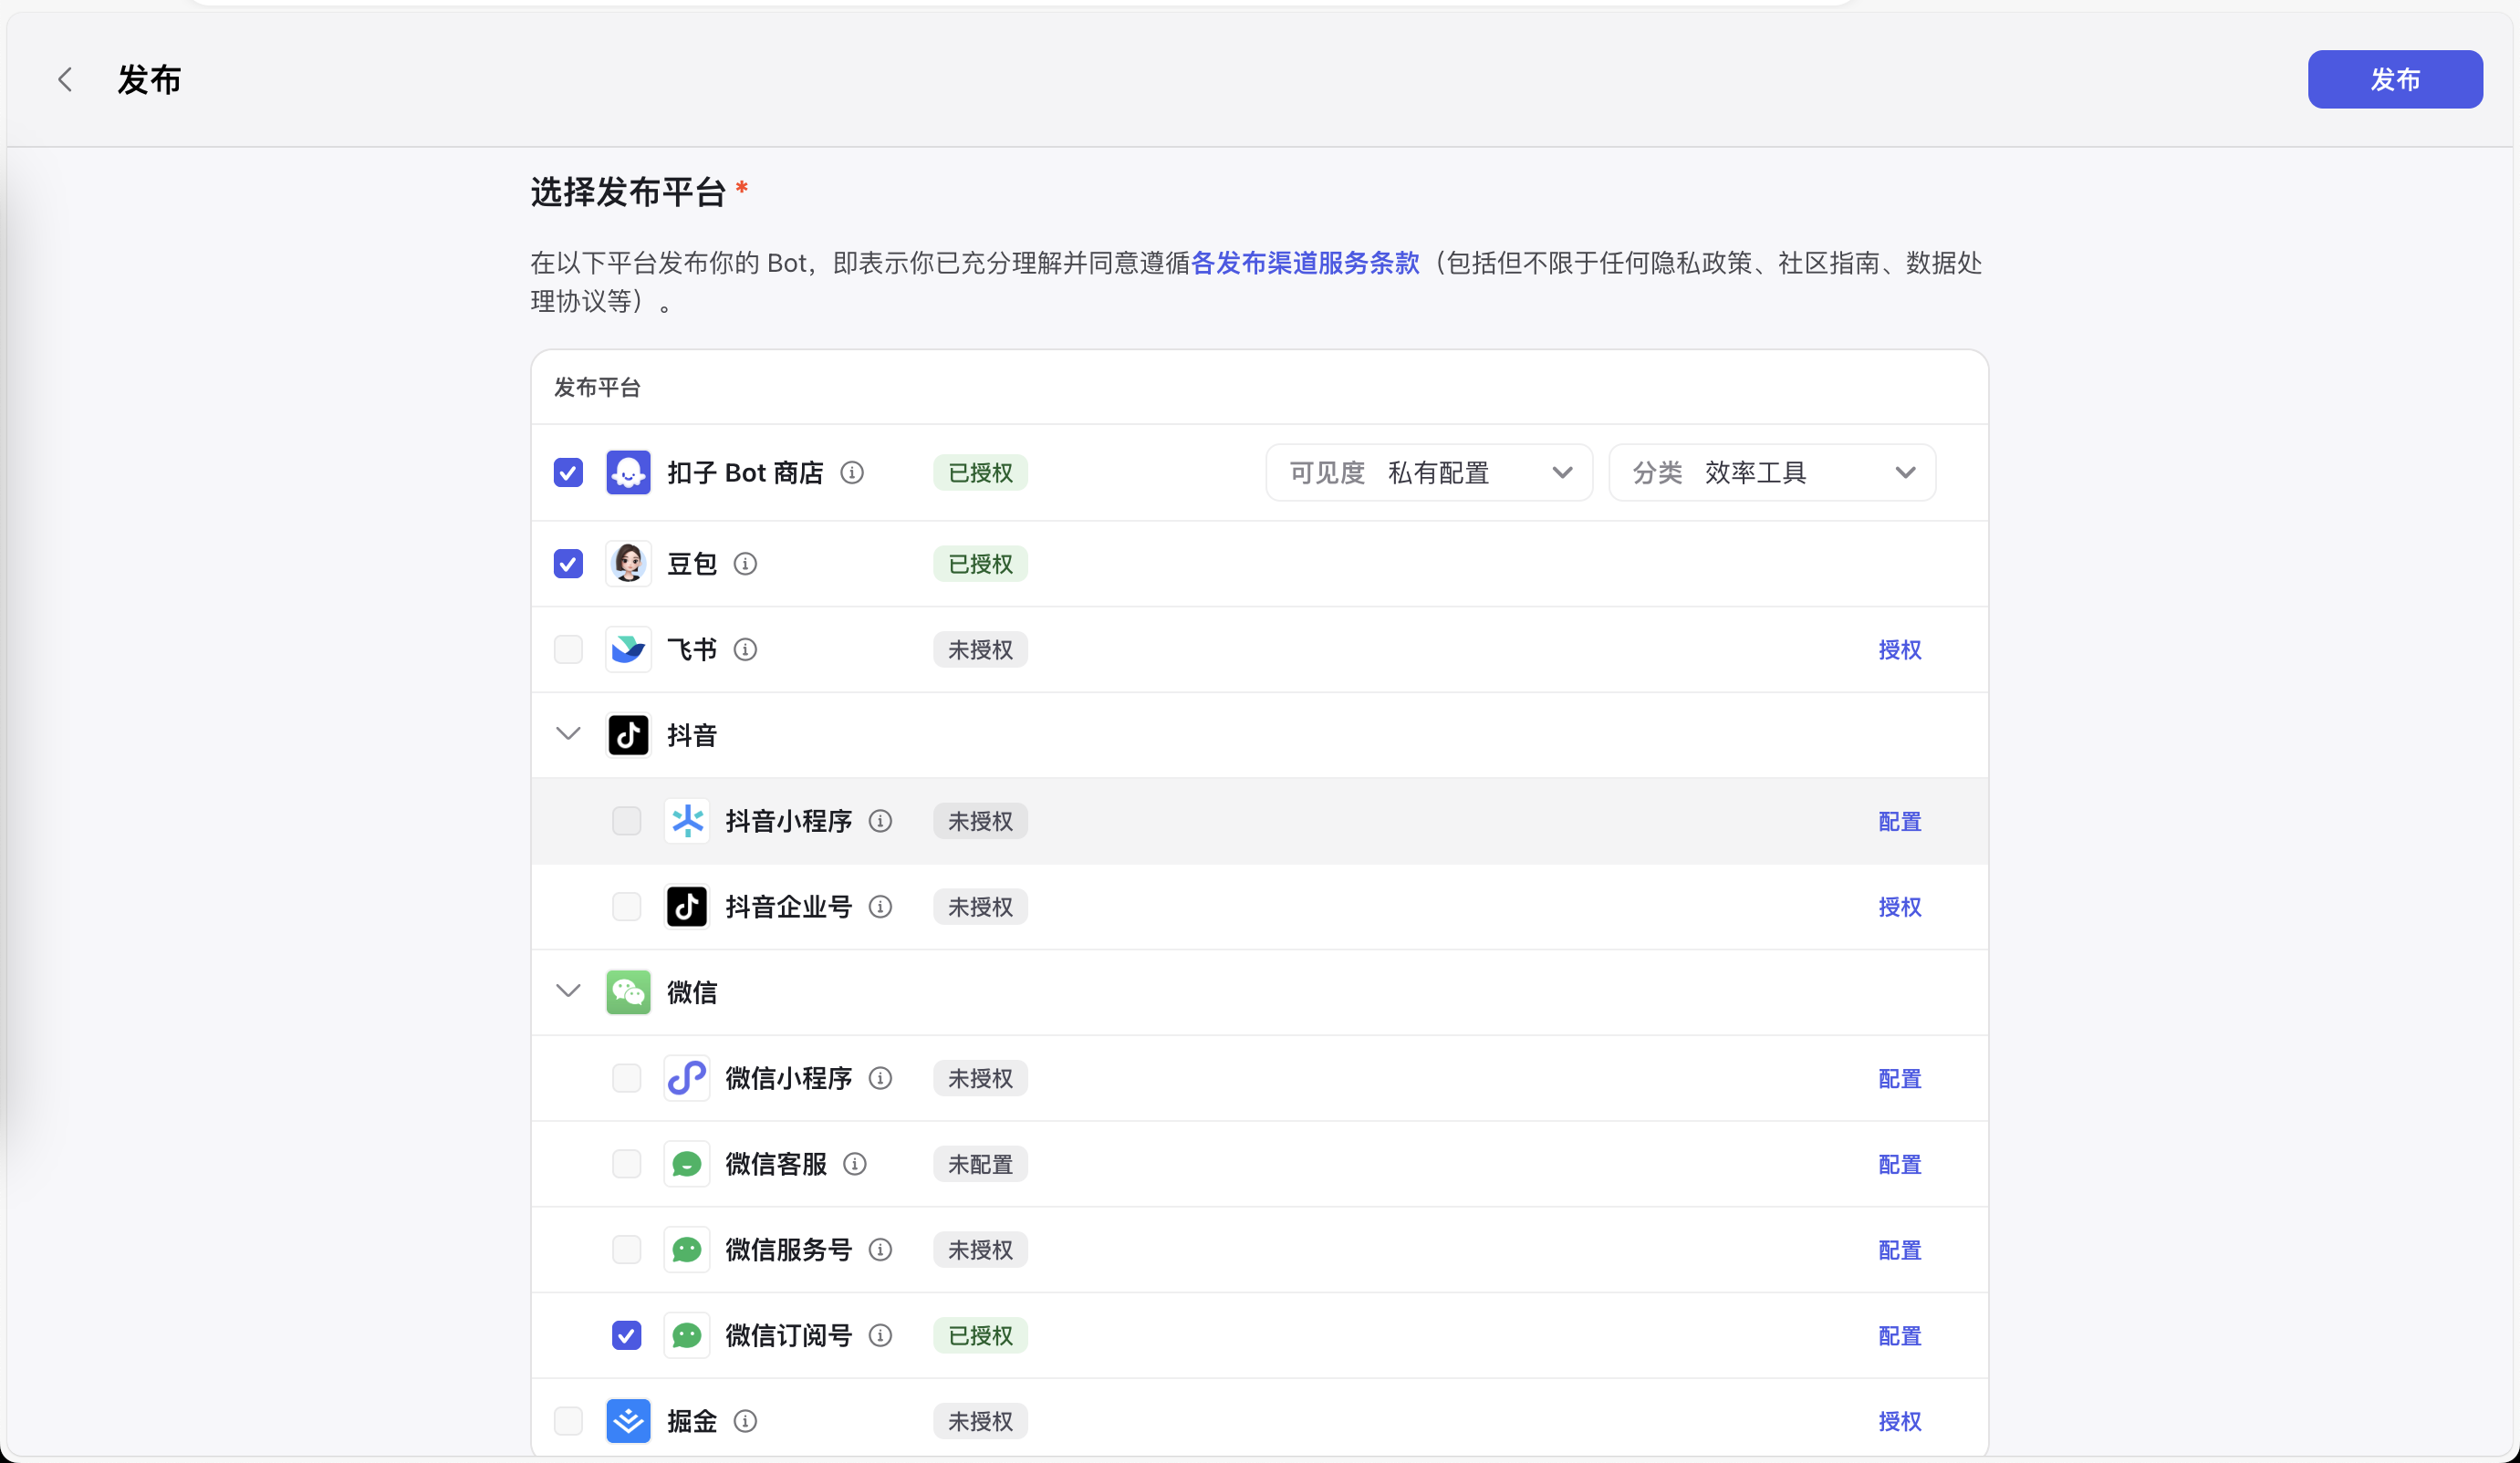 发布
发布
选择发布平台 *
在以下平台发布你的 Bot，即表示你已充分理解并同意遵循各发布渠道服务条款（包括但不限于任何隐私政策、社区指南、数据处
理协议等）。
发布平台
扣子 Bot 商店 已授权 可见度 私有配置 分类 效率工具
豆包 已授权
飞书 未授权 授权
抖音
抖音小程序 未授权 配置
抖音企业号 未授权 授权
微信
微信小程序 未授权 配置
微信客服 未配置 配置
微信服务号 未授权 配置
微信订阅号 已授权 配置
掘金 未授权 授权